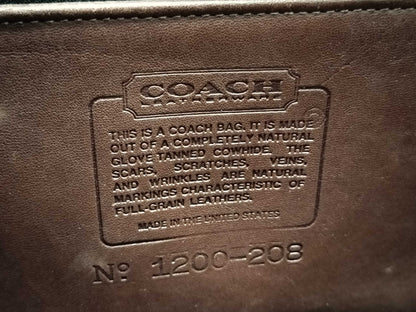 COACH
LEATHERWARE
THIS IS A COACH BAG. IT IS MADE
OUT OF A COMPLETELY NATURAL
GLOVE TANNED COWHIDE. THE
SCARS, SCRATCHES, VEINS,
AND WRINKLES ARE NATURAL
MARKINGS CHARACTERISTIC OF
FULL-GRAIN LEATHERS.
MADE IN THE UNITED STATES
No 1200-208